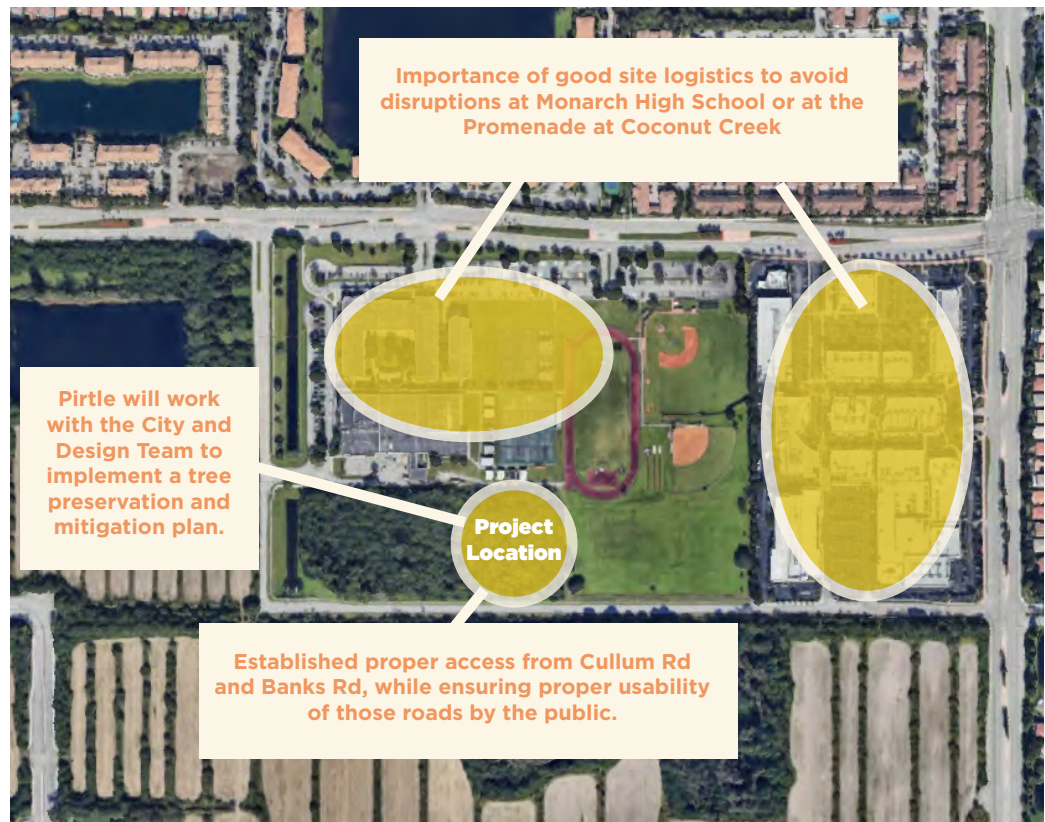 Importance of good site logistics to avoid
disruptions at Monarch High School or at the
Promenade at Coconut Creek
Pirtle will work
with the City and
Design Team to
implement a tree
preservation and
mitigation plan.
Project
Location
Established proper access from Cullum Rd
and Banks Rd, while ensuring proper usability
of those roads by the public.